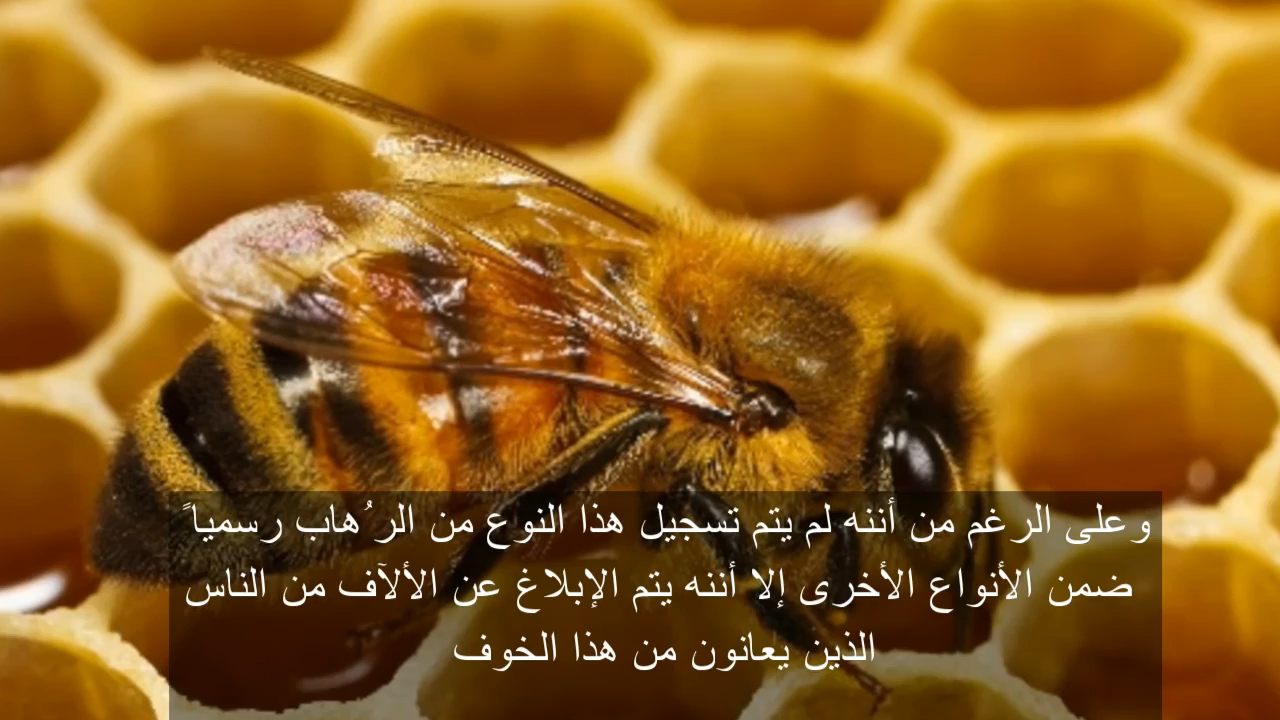 وعلى الرغم من أننه لم يتم تسجيل هذا النوع من الرُهاب رسمياً
ضمن الأنواع الأخرى إلا أننه يتم الإبلاغ عن الألآف من الناس
الذين يعانون من هذا الخوف